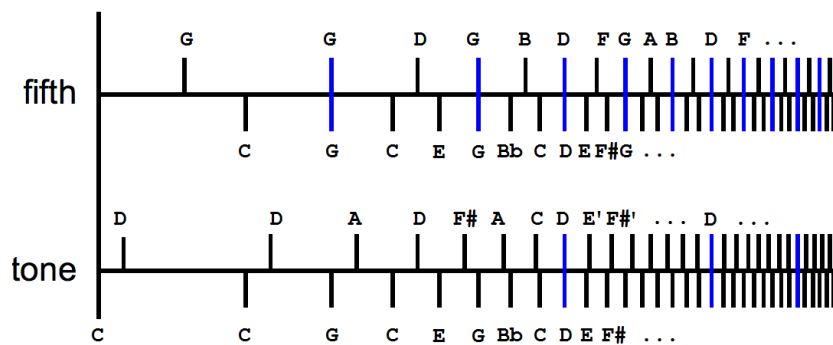 G G D G B D F G A B D F ...
fifth
C G C E G Bb C D E F# G ...
D D A D F# A C D E' F#' ... D ...
tone
C C G C E G Bb C D E F# ...